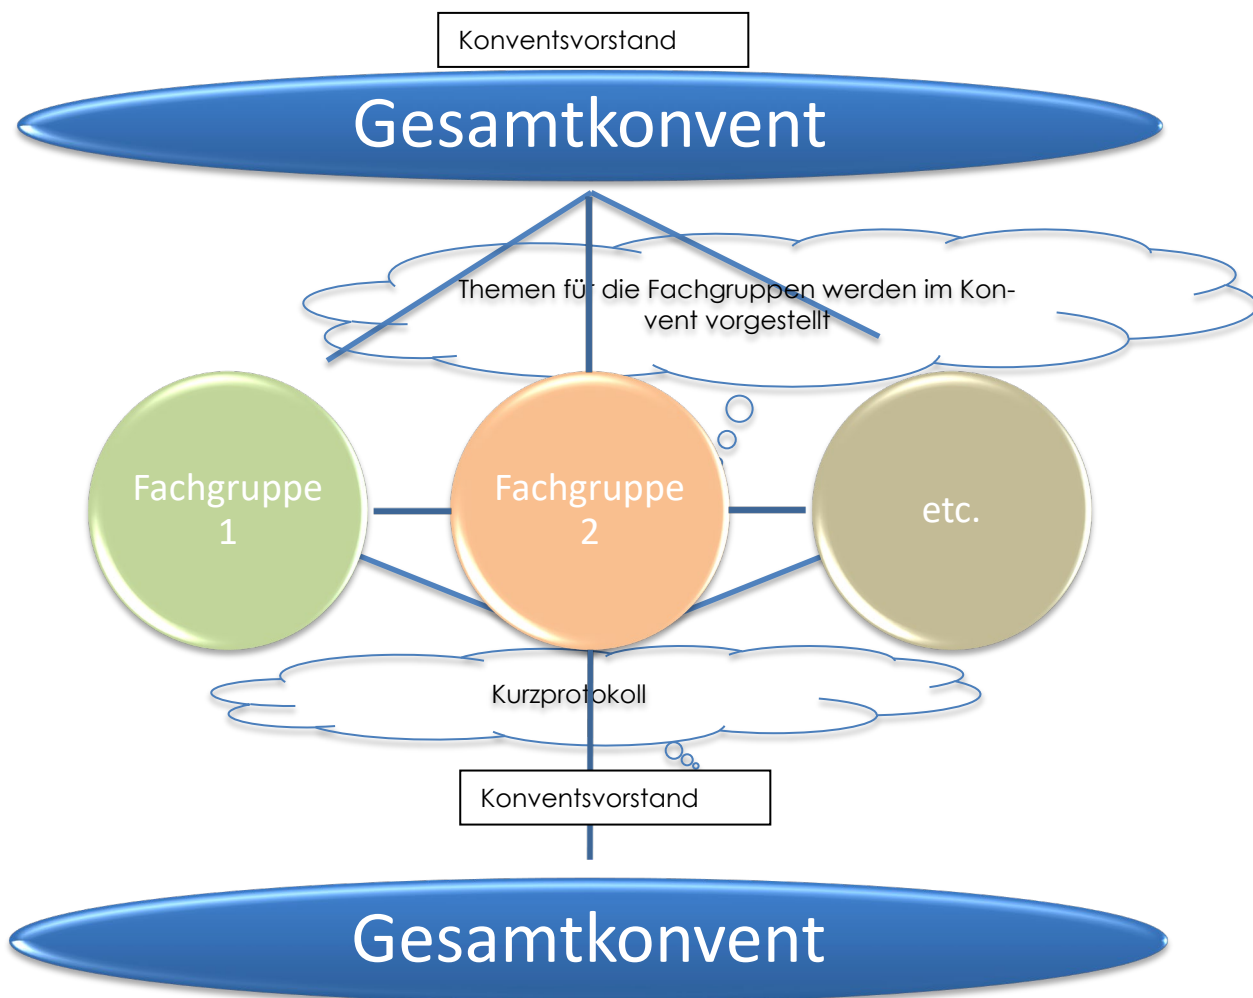 Konventsvorstand
Gesamtkonvent
Themen für die Fachgruppen werden im Kon-
vent vorgestellt
Fachgruppe
1
Fachgruppe
2
etc.
Kurzprotokoll
Konventsvorstand
Gesamtkonvent